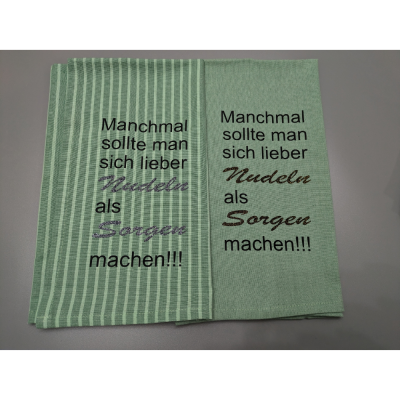 Manchmal
sollte man
sich lieber
Nudeln
als
Sorgen
machen!!!
Manchmal
sollte man
sich lieber
Nudeln
als
Sorgen
machen!!!